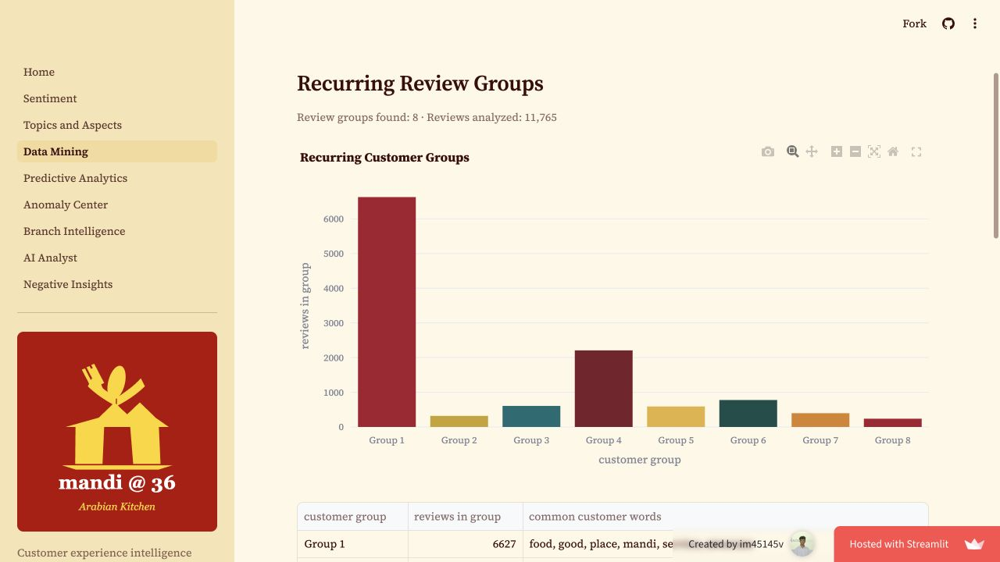 Fork
Home
Sentiment
Topics and Aspects
Data Mining
Predictive Analytics
Anomaly Center
Branch Intelligence
AI Analyst
Negative Insights
mandi @ 36
Arabian Kitchen
Customer experience intelligence
Recurring Review Groups
Review groups found: 8 · Reviews analyzed: 11,765
Recurring Customer Groups
reviews in group
6000
5000
4000
3000
2000
1000
0
Group 1 Group 2 Group 3 Group 4 Group 5 Group 6 Group 7 Group 8
customer group
customer group reviews in group common customer words
Group 1 6627 food, good, place, mandi, se
Created by im45145v
Hosted with Streamlit